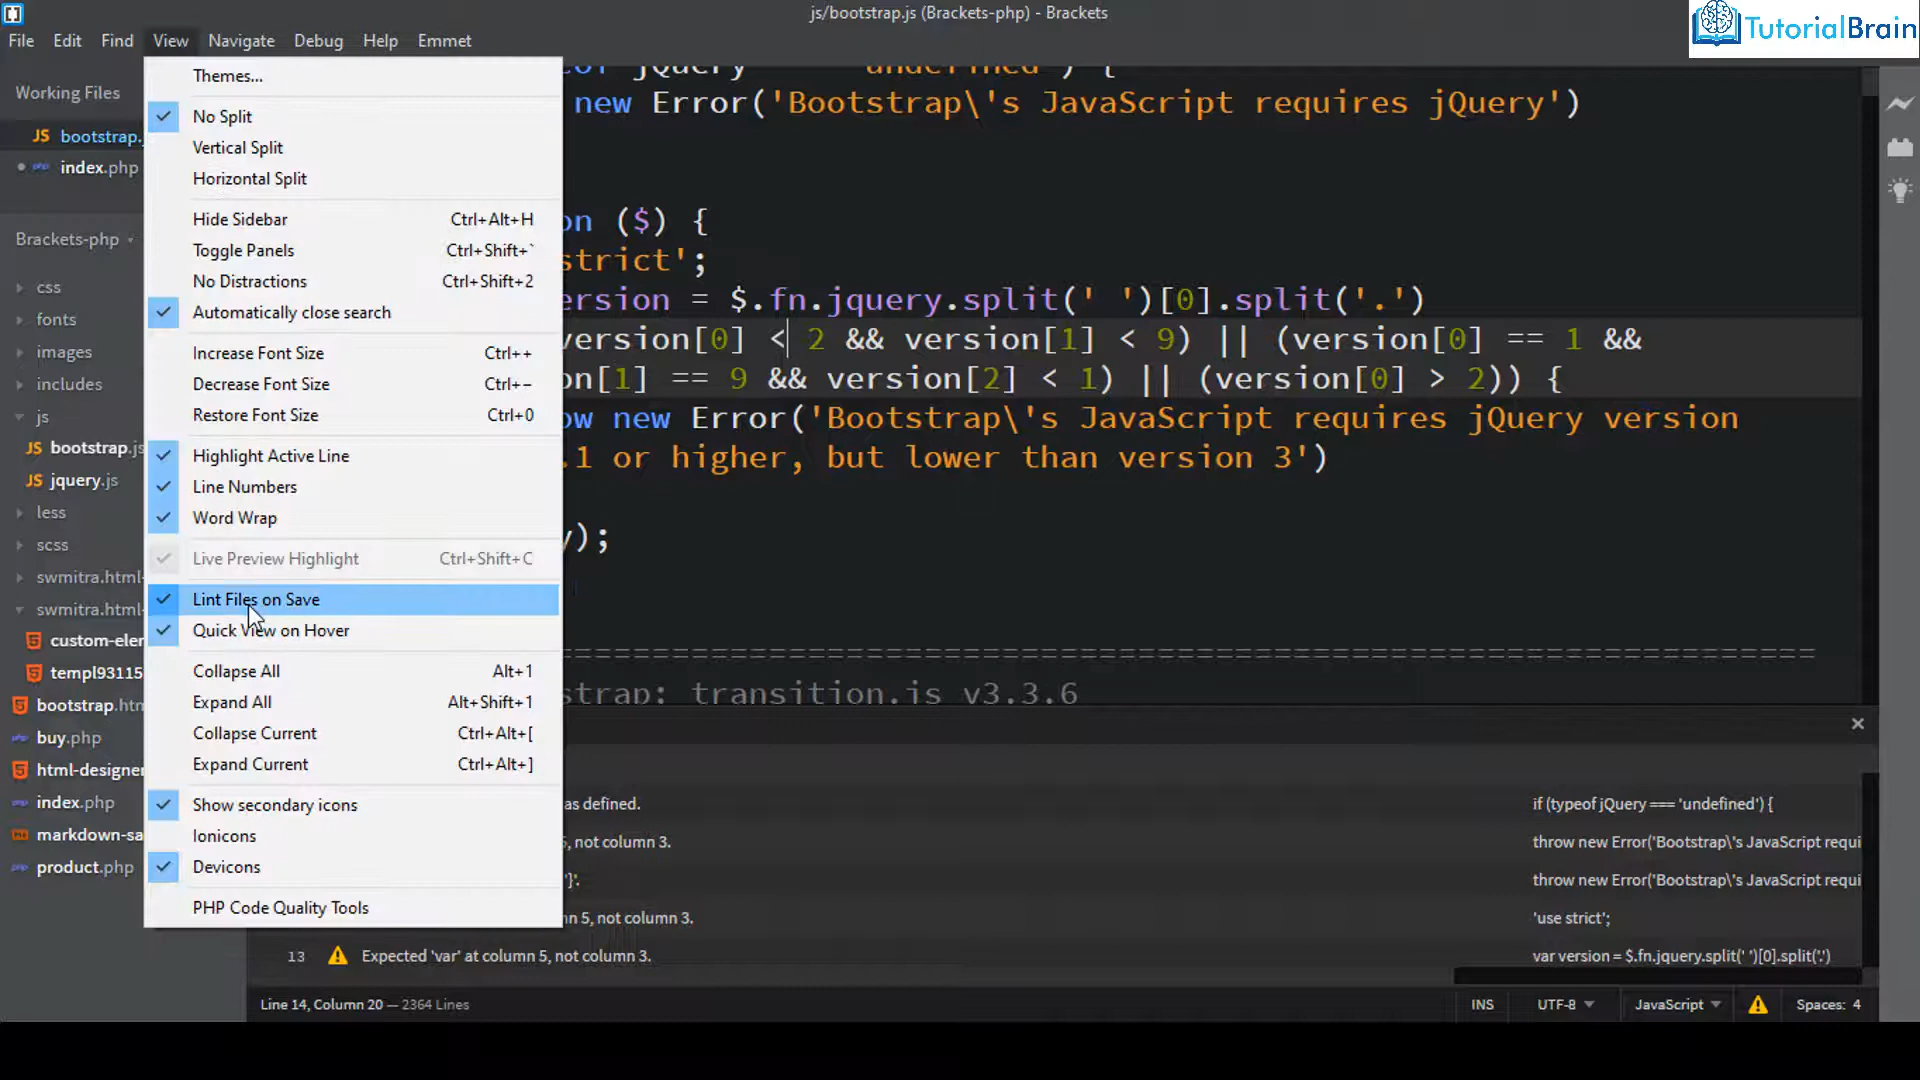 js/bootstrap.js (Brackets-php) - Brackets
TutorialBrain
File Edit Find View Navigate Debug Help Emmet
Working Files
JS bootstrap.
php index.php
Brackets-php
css
fonts
images
includes
js
JS bootstrap.js
JS jquery.js
less
scss
swmitra.html-
swmitra.html-
custom-eler
templ93115
bootstrap.htm
buy.php
html-designer
index.php
markdown-sa
product.php
Themes...
No Split
Vertical Split
Horizontal Split
Hide Sidebar Ctrl+Alt+H
Toggle Panels Ctrl+Shift+`
No Distractions Ctrl+Shift+2
Automatically close search
Increase Font Size Ctrl++
Decrease Font Size Ctrl+−
Restore Font Size Ctrl+0
Highlight Active Line
Line Numbers
Word Wrap
Live Preview Highlight Ctrl+Shift+C
Lint Files on Save
Quick View on Hover
Collapse All Alt+1
Expand All Alt+Shift+1
Collapse Current Ctrl+Alt+[
Expand Current Ctrl+Alt+]
Show secondary icons
Ionicons
Devicons
PHP Code Quality Tools
of jQuery 'undefined') {
new Error('Bootstrap\'s JavaScript requires jQuery')
on ($) {
strict';
ersion = $.fn.jquery.split(' ')[0].split('.')
version[0] < 2 && version[1] < 9) || (version[0] == 1 &&
on[1] == 9 && version[2] < 1) || (version[0] > 2)) {
ow new Error('Bootstrap\'s JavaScript requires jQuery version
.1 or higher, but lower than version 3')
y);
================================================================
strap: transition.js v3.3.6
as defined. if (typeof jQuery === 'undefined') {
5, not column 3. throw new Error('Bootstrap\'s JavaScript requi
'}'. throw new Error('Bootstrap\'s JavaScript requi
n 5, not column 3. 'use strict';
13 Expected 'var' at column 5, not column 3. var version = $.fn.jquery.split(' ')[0].split('.')
Line 14, Column 20 — 2364 Lines INS UTF-8 JavaScript Spaces: 4